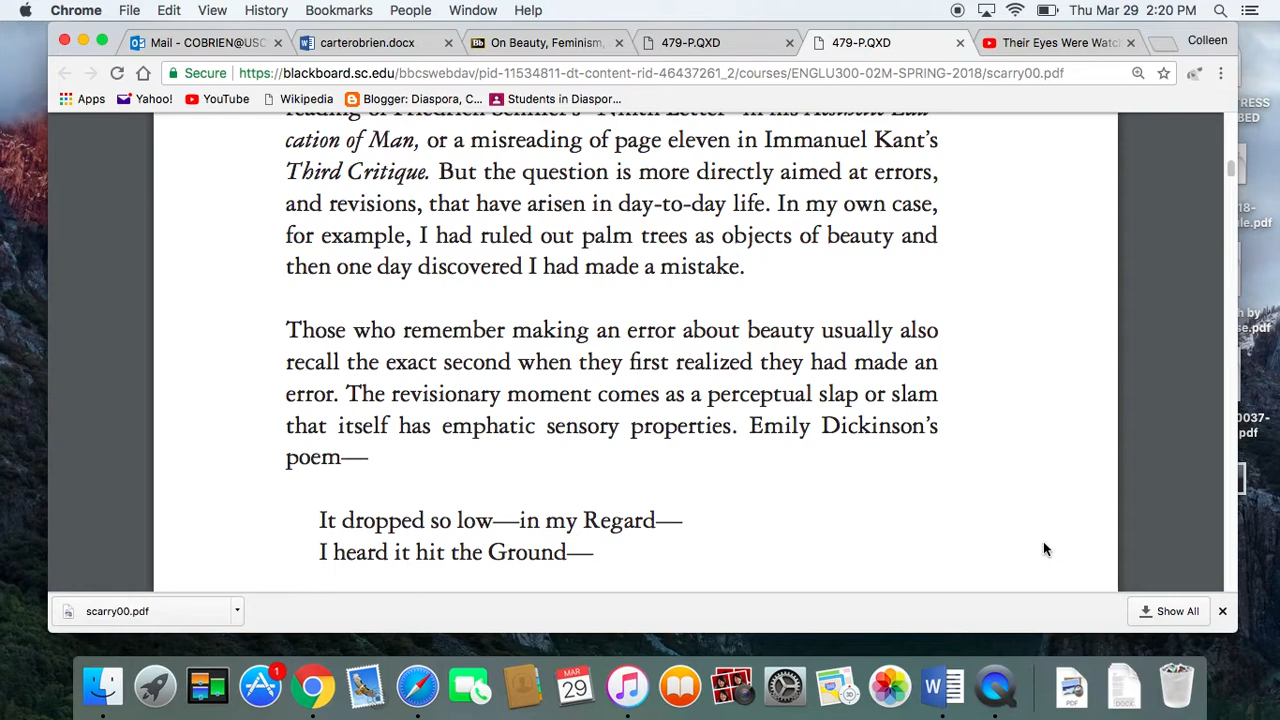 Chrome File Edit View History Bookmarks People Window Help Thu Mar 29 2:20 PM
Mail - COBRIEN@USC carterobrien.docx On Beauty, Feminism, 479-P.QXD 479-P.QXD Their Eyes Were Watc Colleen
Secure https://blackboard.sc.edu/bbcswebdav/pid-11534811-dt-content-rid-46437261_2/courses/ENGLU300-02M-SPRING-2018/scarry00.pdf
Apps Yahoo! YouTube Wikipedia Blogger: Diaspora, C... Students in Diaspor...
cation of Man, or a misreading of page eleven in Immanuel Kant’s
Third Critique. But the question is more directly aimed at errors,
and revisions, that have arisen in day-to-day life. In my own case,
for example, I had ruled out palm trees as objects of beauty and
then one day discovered I had made a mistake.
Those who remember making an error about beauty usually also
recall the exact second when they first realized they had made an
error. The revisionary moment comes as a perceptual slap or slam
that itself has emphatic sensory properties. Emily Dickinson’s
poem—
It dropped so low—in my Regard—
I heard it hit the Ground—
scarry00.pdf Show All
1
MAR
29